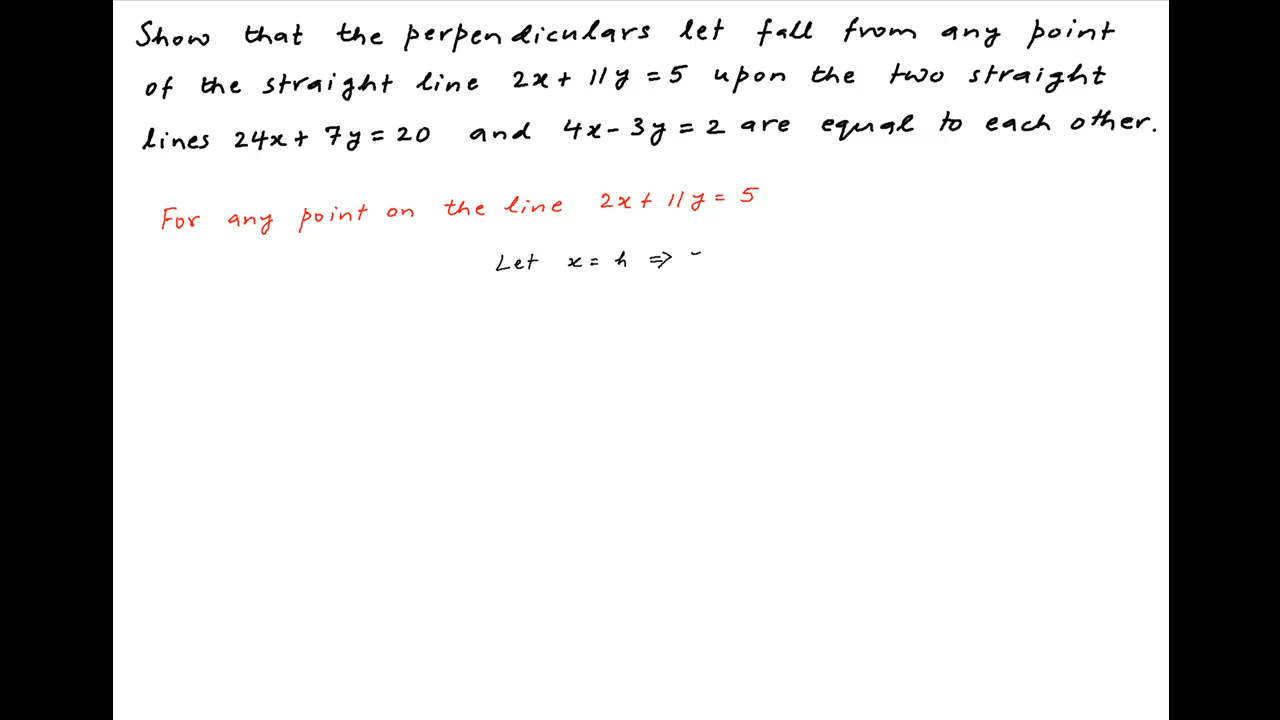 Show that the perpendiculars let fall from any point
of the straight line 2x + 11y = 5 upon the two straight
lines 24x + 7y = 20 and 4x - 3y = 2 are equal to each other.
For any point on the line 2x + 11y = 5
Let x = h ⇒